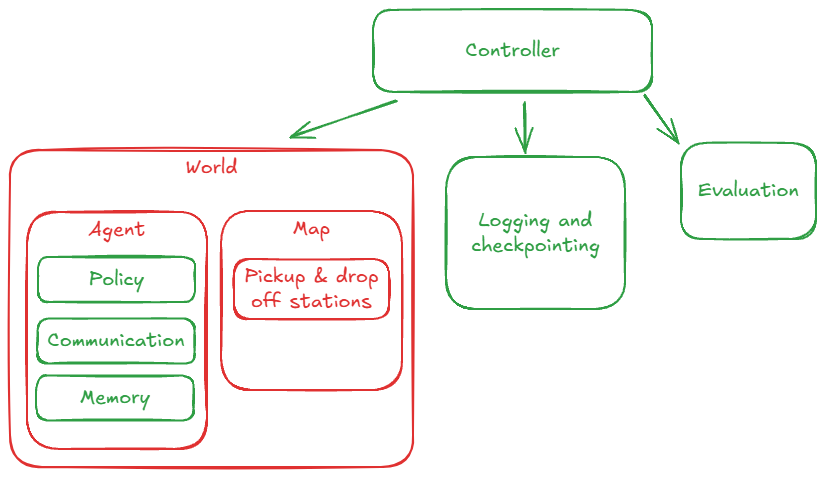 Controller
World
Agent
Policy
Communication
Memory
Map
Pickup & drop
off stations
Logging and
checkpointing
Evaluation